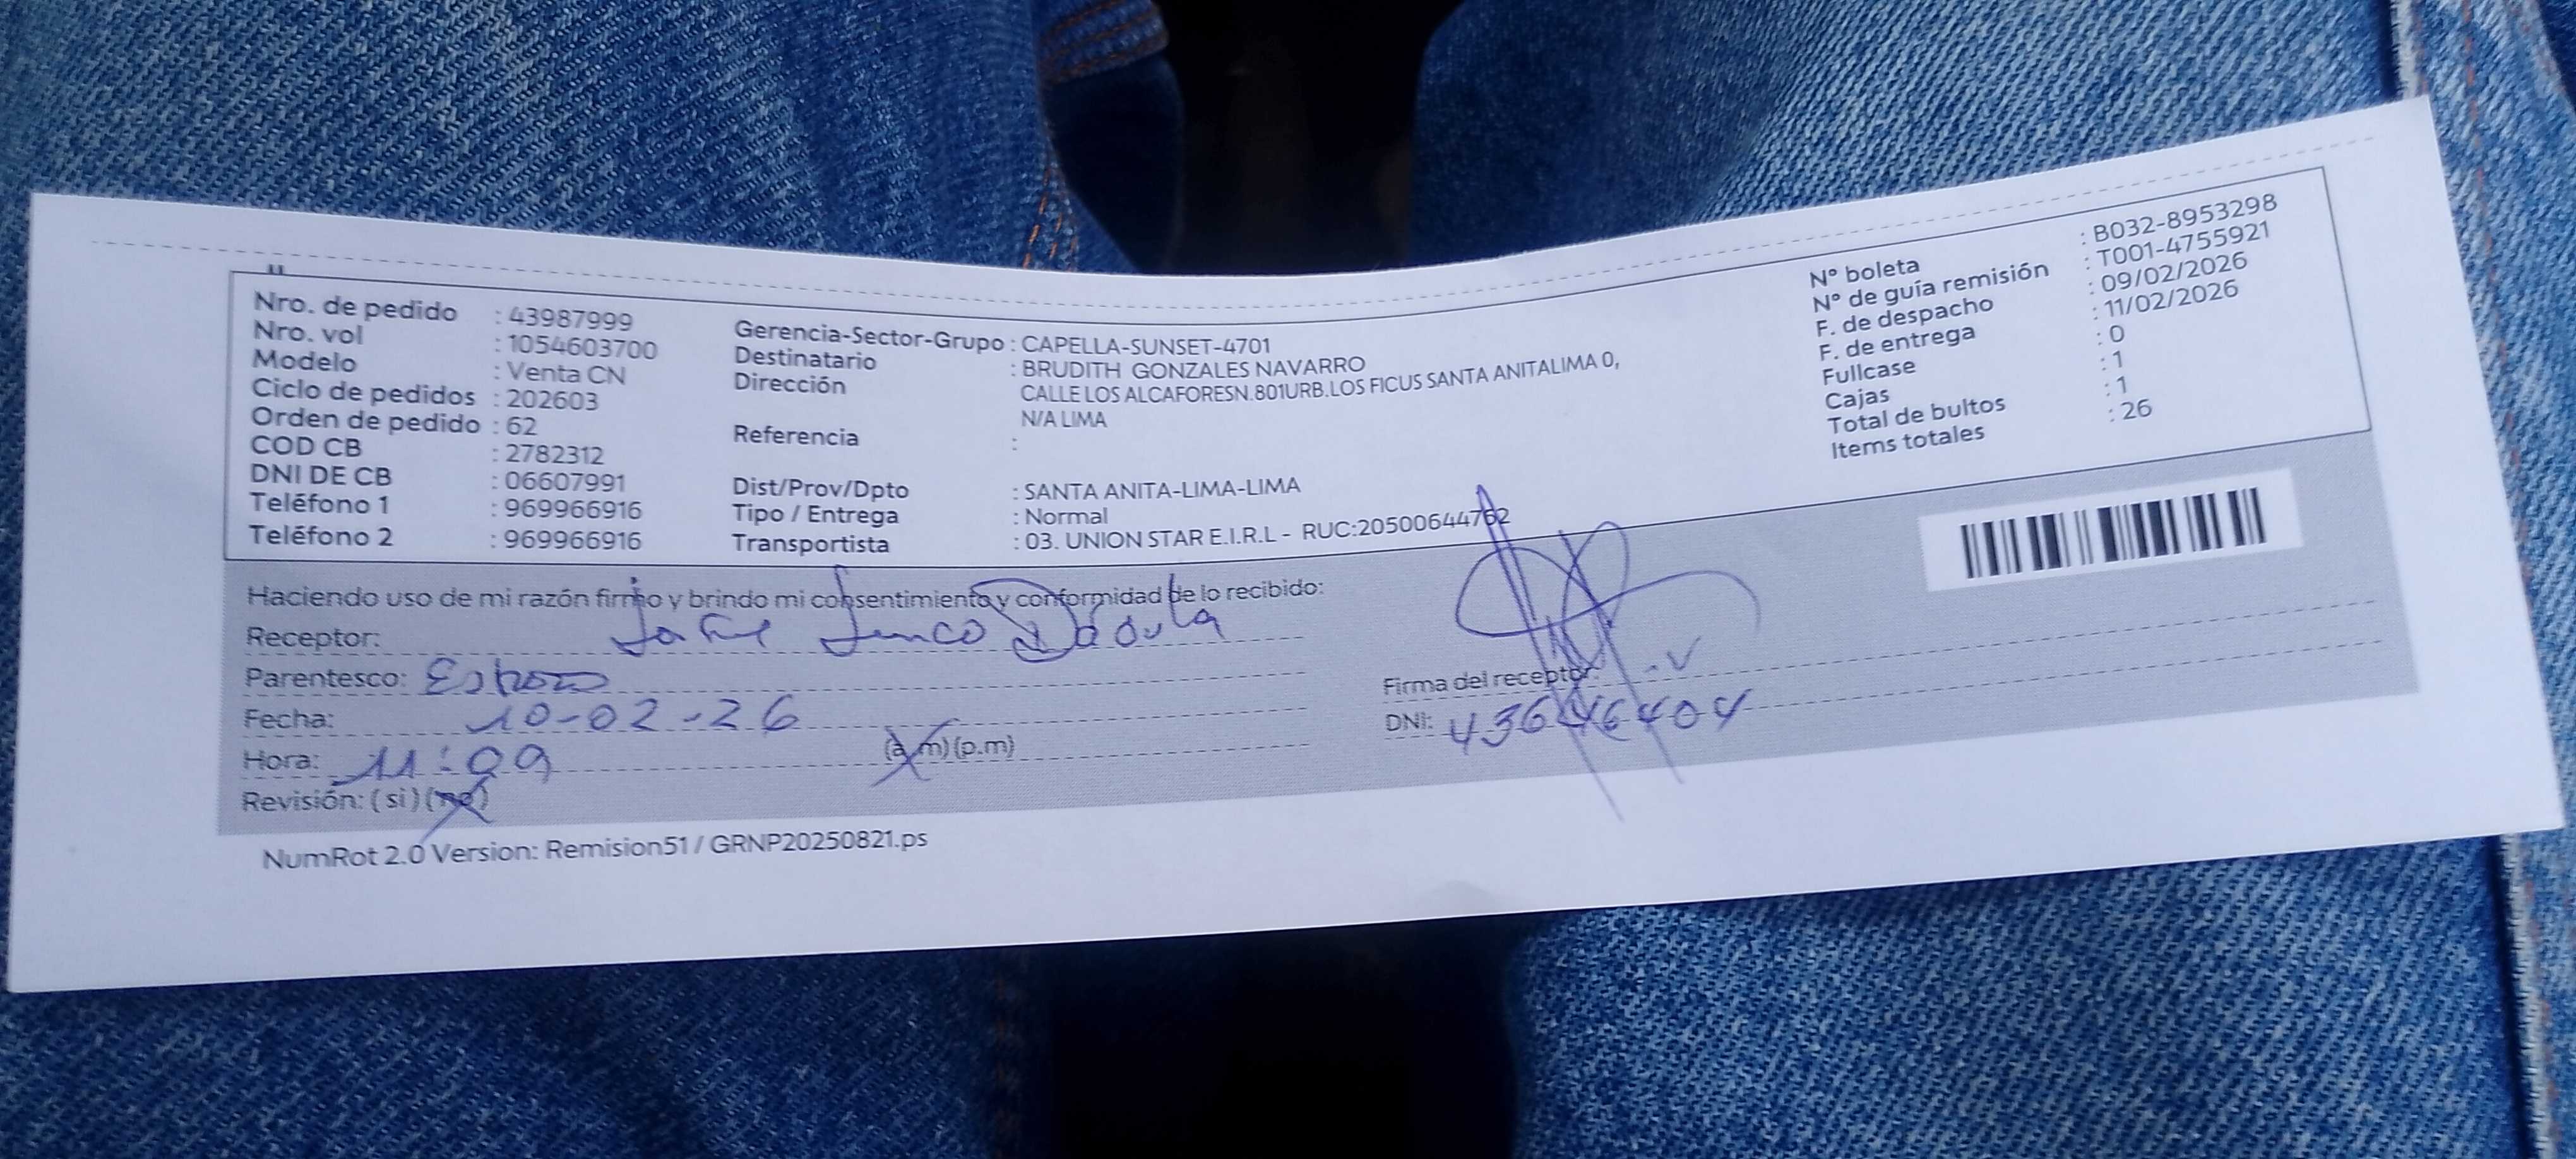 Nro. de pedido : 43987999
Nro. vol : 1054603700
Modelo : Venta CN
Ciclo de pedidos : 202603
Orden de pedido : 62
COD CB : 2782312
DNI DE CB : 06607991
Teléfono 1 : 969966916
Teléfono 2 : 969966916
Gerencia-Sector-Grupo : CAPELLA-SUNSET-4701
Destinatario : BRUDITH GONZALES NAVARRO
Dirección CALLE LOS ALCAFORESN.801URB.LOS FICUS SANTA ANITALIMA 0,
N/A LIMA
Referencia :
Dist/Prov/Dpto : SANTA ANITA-LIMA-LIMA
Tipo / Entrega : Normal
Transportista : 03. UNION STAR E.I.R.L - RUC:20500644762
N° boleta : B032-8953298
N° de guía remisión : T001-4755921
F. de despacho : 09/02/2026
F. de entrega : 11/02/2026
Fullcase : 0
Cajas : 1
Total de bultos : 1
Items totales : 26
Haciendo uso de mi razón firmo y brindo mi consentimiento y conformidad de lo recibido:
Receptor:
Parentesco: Esposo
Fecha: 10-02-26
Hora: 11:09 (a.m)(p.m)
Revisión: (si)(no)
Firma del receptor:
DNI: 43646404
NumRot 2.0 Version: Remision51 / GRNP20250821.ps